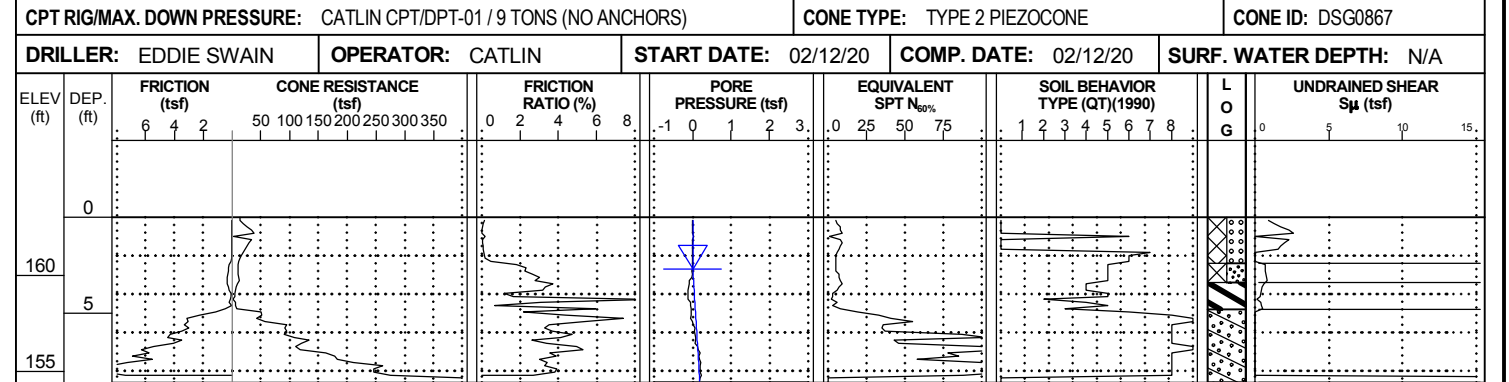 CPT RIG/MAX. DOWN PRESSURE: CATLIN CPT/DPT-01 / 9 TONS (NO ANCHORS) CONE TYPE: TYPE 2 PIEZOCONE CONE ID: DSG0867
DRILLER: EDDIE SWAIN OPERATOR: CATLIN START DATE: 02/12/20 COMP. DATE: 02/12/20 SURF. WATER DEPTH: N/A
ELEV (ft)
DEP. (ft)
FRICTION (tsf)
6 4 2
CONE RESISTANCE (tsf)
50 100 150 200 250 300 350
FRICTION RATIO (%)
0 2 4 6 8
PORE PRESSURE (tsf)
-1 0 1 2 3
EQUIVALENT SPT N60%
0 25 50 75
SOIL BEHAVIOR TYPE (QT)(1990)
1 2 3 4 5 6 7 8
L
O
G
UNDRAINED SHEAR Sμ (tsf)
0 5 10 15
0
160
5
155